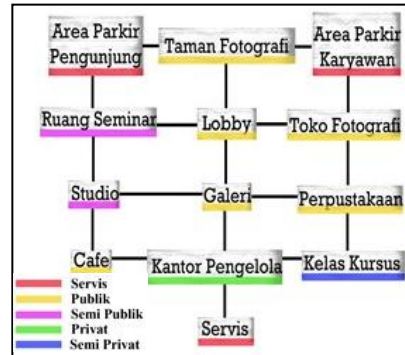 Area Parkir
Pengunjung
Taman Fotografi
Area Parkir
Karyawan
Ruang Seminar
Lobby
Toko Fotografi
Studio
Galeri
Perpustakaan
Cafe
Kantor Pengelola
Kelas Kursus
Servis
Servis
Publik
Semi Publik
Privat
Semi Privat